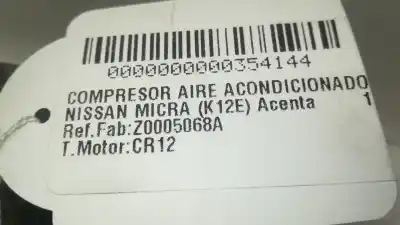 0000000000354144
COMPRESOR AIRE ACONDICIONADO
NISSAN MICRA (K12E) Acenta 1
Ref.Fab:Z0005068A
T.Motor:CR12